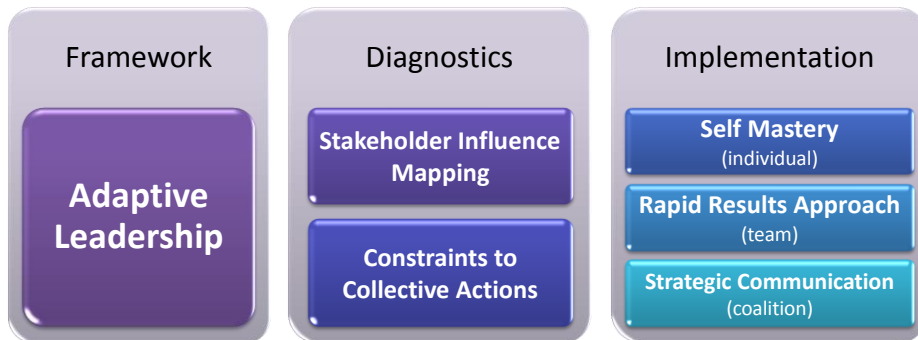 Framework
Adaptive
Leadership
Diagnostics
Stakeholder Influence
Mapping
Constraints to
Collective Actions
Implementation
Self Mastery
(individual)
Rapid Results Approach
(team)
Strategic Communication
(coalition)